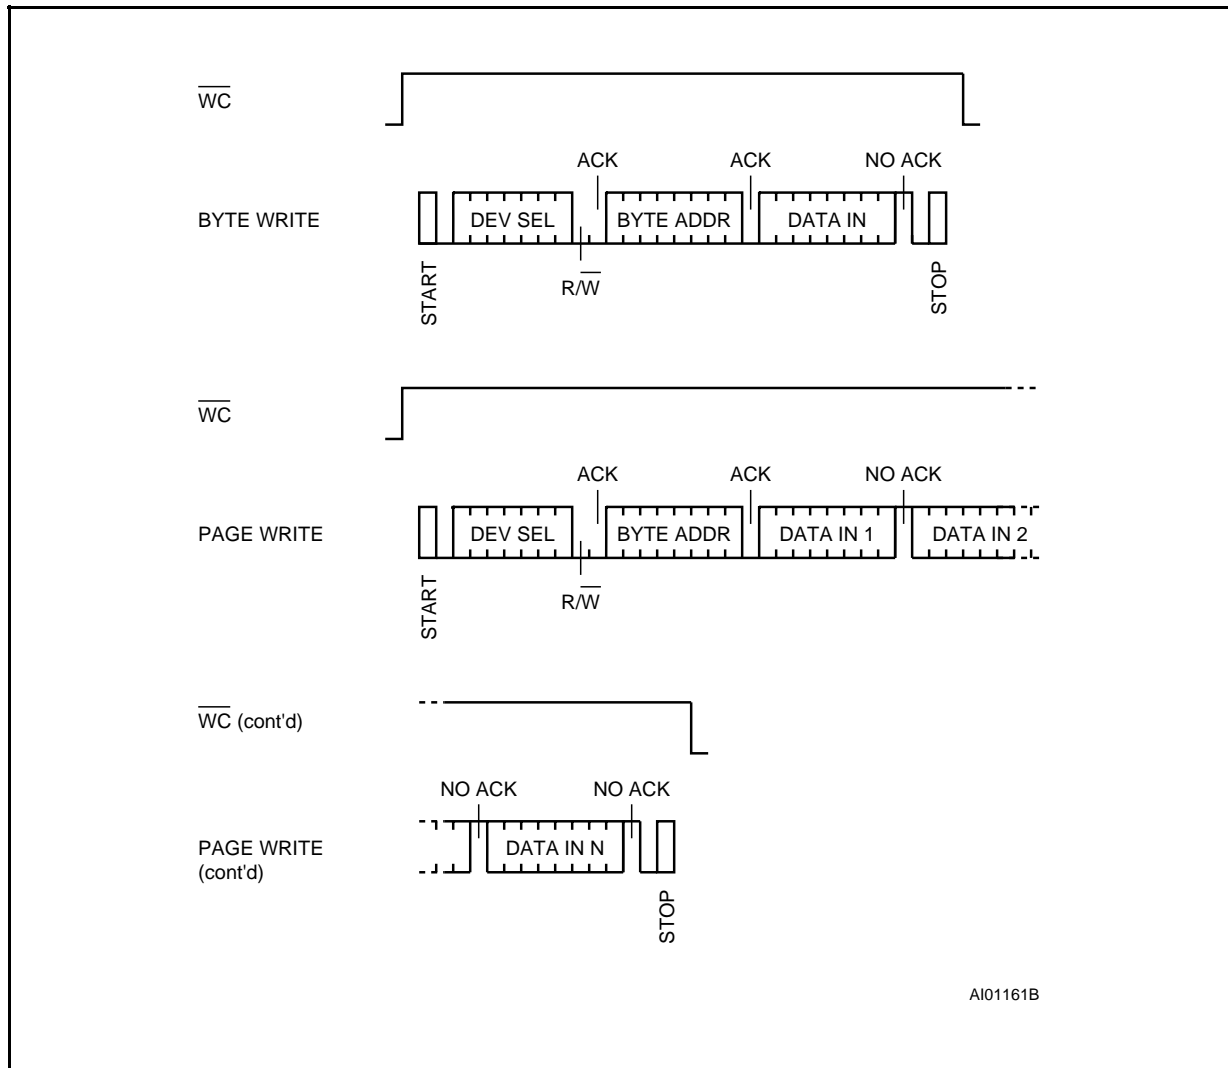 WC
ACK ACK NO ACK
BYTE WRITE DEV SEL BYTE ADDR DATA IN
R/W
START STOP
WC
ACK ACK NO ACK
PAGE WRITE DEV SEL BYTE ADDR DATA IN 1 DATA IN 2
R/W
START
WC (cont'd)
NO ACK NO ACK
PAGE WRITE DATA IN N
(cont'd)
STOP
AI01161B